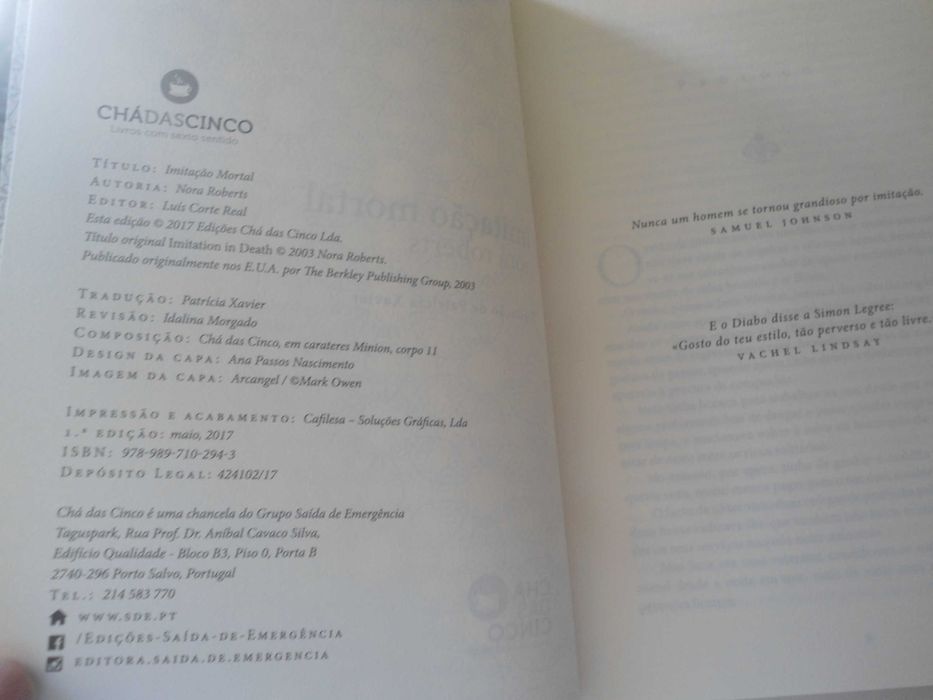 CHÁDASCINCO
Livros com sexto sentido
TÍTULO: Imitação Mortal
AUTORIA: Nora Roberts
EDITOR: Luís Corte Real
Esta edição © 2017 Edições Chá das Cinco Lda.
Título original Imitation in Death © 2003 Nora Roberts.
Publicado originalmente nos E.U.A. por The Berkley Publishing Group, 2003
TRADUÇÃO: Patrícia Xavier
REVISÃO: Idalina Morgado
COMPOSIÇÃO: Chá das Cinco, em carateres Minion, corpo 11
DESIGN DA CAPA: Ana Passos Nascimento
IMAGEM DA CAPA: Arcangel / ©Mark Owen
IMPRESSÃO E ACABAMENTO: Cafilesa – Soluções Gráficas, Lda
1.ª EDIÇÃO: maio, 2017
ISBN: 978-989-710-294-3
DEPÓSITO LEGAL: 424102/17
Chá das Cinco é uma chancela do Grupo Saída de Emergência
Taguspark, Rua Prof. Dr. Aníbal Cavaco Silva,
Edifício Qualidade - Bloco B3, Piso 0, Porta B
2740-296 Porto Salvo, Portugal
TEL.: 214 583 770
WWW.SDE.PT
/EDIÇÕES-SAÍDA-DE-EMERGÊNCIA
EDITORA.SAIDA.DE.EMERGENCIA
Nunca um homem se tornou grandioso por imitação.
SAMUEL JOHNSON
E o Diabo disse a Simon Legree:
«Gosto do teu estilo, tão perverso e tão livre.
VACHEL LINDSAY